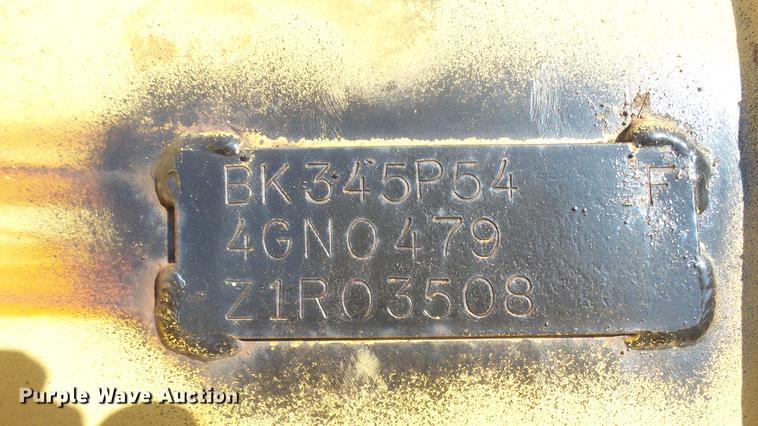 BK345P54 F
4GN0479
Z1R03508
Purple Wave Auction